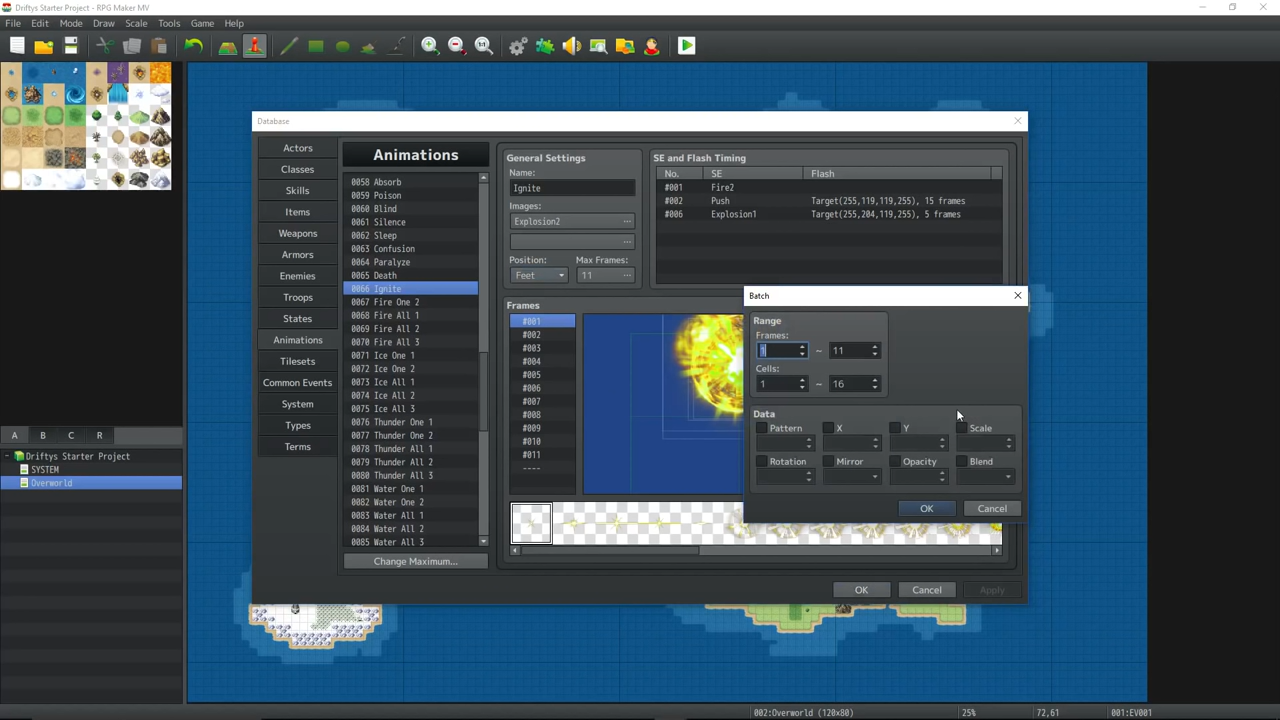 Driftys Starter Project - RPG Maker MV
File Edit Mode Draw Scale Tools Game Help
Database
Actors
Classes
Skills
Items
Weapons
Armors
Enemies
Troops
States
Animations
Tilesets
Common Events
System
Types
Terms
Animations
0058 Absorb
0059 Poison
0060 Blind
0061 Silence
0062 Sleep
0063 Confusion
0064 Paralyze
0065 Death
0066 Ignite
0067 Fire One 2
0068 Fire All 1
0069 Fire All 2
0070 Fire All 3
0071 Ice One 1
0072 Ice One 2
0073 Ice All 1
0074 Ice All 2
0075 Ice All 3
0076 Thunder One 1
0077 Thunder One 2
0078 Thunder All 1
0079 Thunder All 2
0080 Thunder All 3
0081 Water One 1
0082 Water One 2
0083 Water All 1
0084 Water All 2
0085 Water All 3
Change Maximum...
General Settings
Name:
Ignite
Images:
Explosion2 ...
...
Position: Max Frames:
Feet 11 ...
SE and Flash Timing
No. SE Flash
#001 Fire2
#002 Push Target(255,119,119,255), 15 frames
#006 Explosion1 Target(255,204,119,255), 5 frames
Frames
#001
#002
#003
#004
#005
#006
#007
#008
#009
#010
#011
----
Batch
Range
Frames:
1 ~ 11
Cells:
1 ~ 16
Data
Pattern X Y Scale
Rotation Mirror Opacity Blend
OK Cancel
OK Cancel Apply
A B C R
Driftys Starter Project
SYSTEM
Overworld
002:Overworld (120x80) 25% 72,61 001:EV001